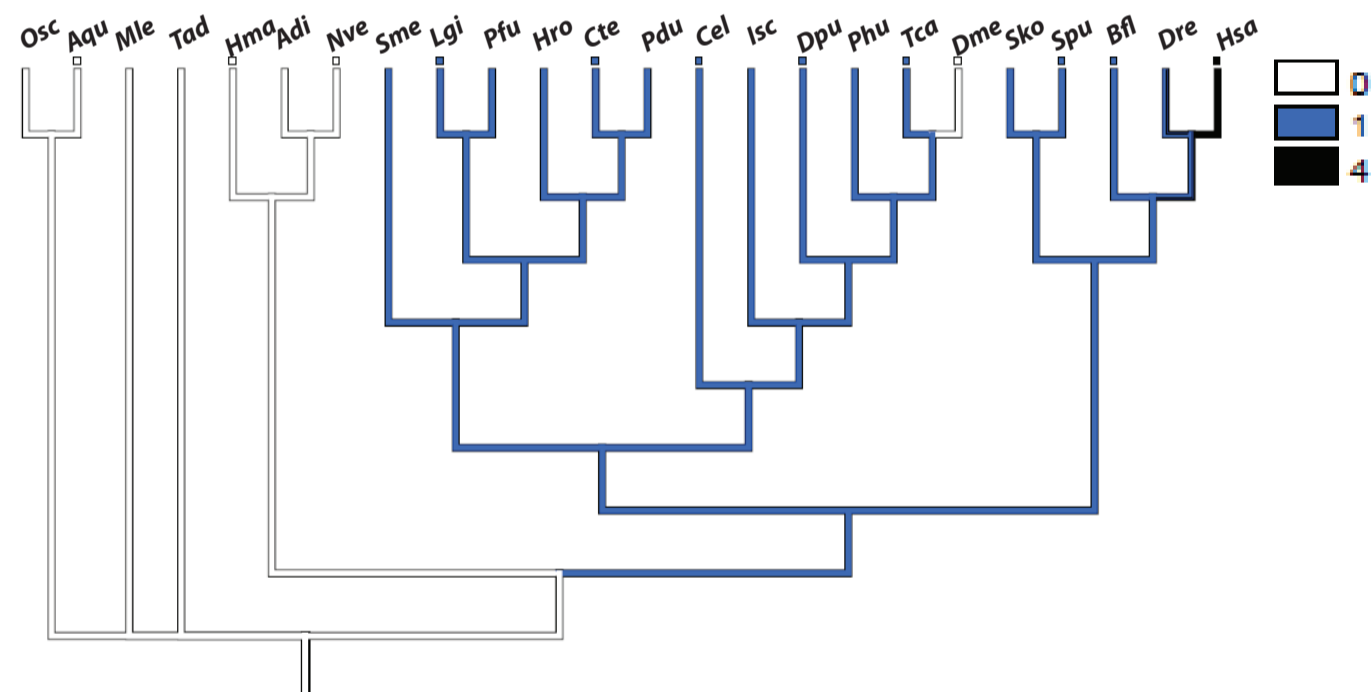 Osc Aqu Mle Tad Hma Adi Nve Sme Lgi Pfu Hro Cte Pdu Cel Isc Dpu Phu Tca Dme Sko Spu Bfl Dre Hsa
0
1
4